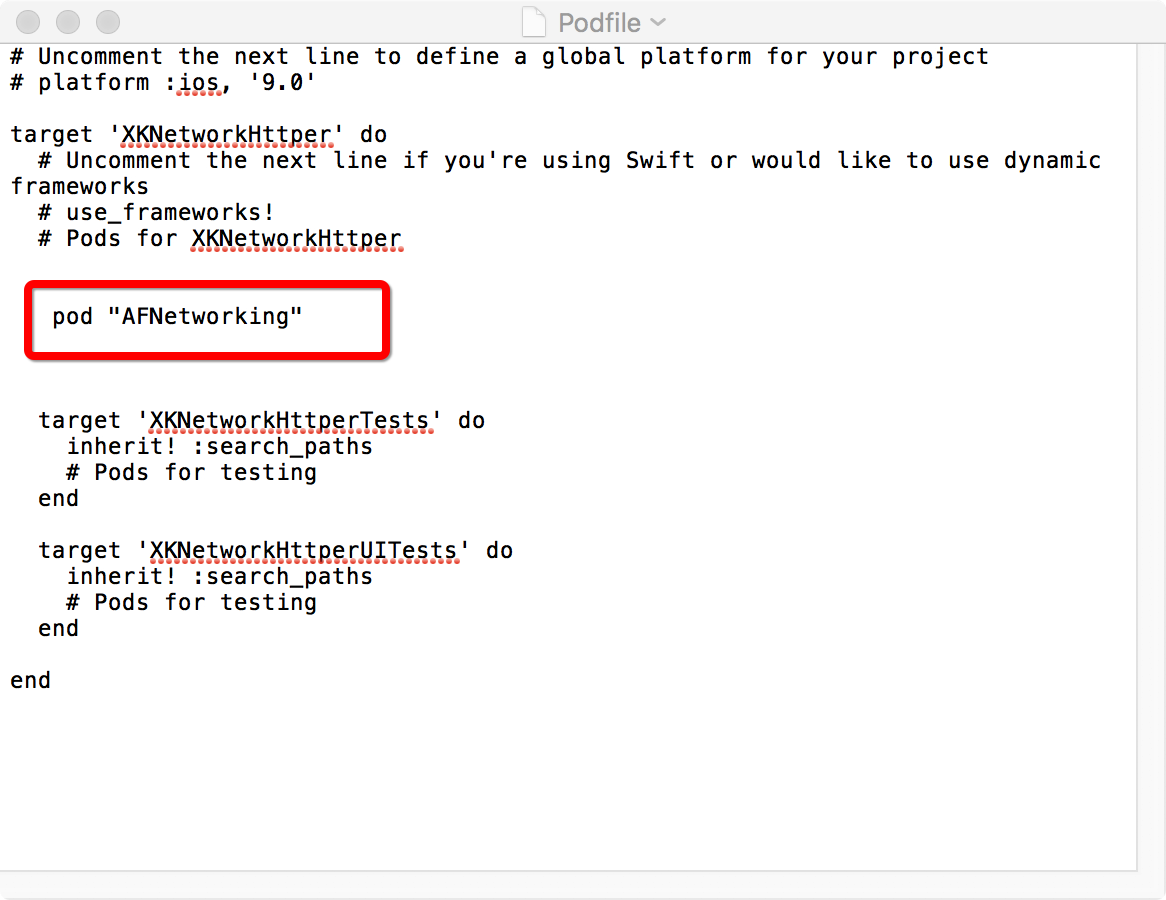 Podfile
# Uncomment the next line to define a global platform for your project
# platform :ios, '9.0'
target 'XKNetworkHttper' do
# Uncomment the next line if you're using Swift or would like to use dynamic
frameworks
# use_frameworks!
# Pods for XKNetworkHttper
pod "AFNetworking"
target 'XKNetworkHttperTests' do
inherit! :search_paths
# Pods for testing
end
target 'XKNetworkHttperUITests' do
inherit! :search_paths
# Pods for testing
end
end